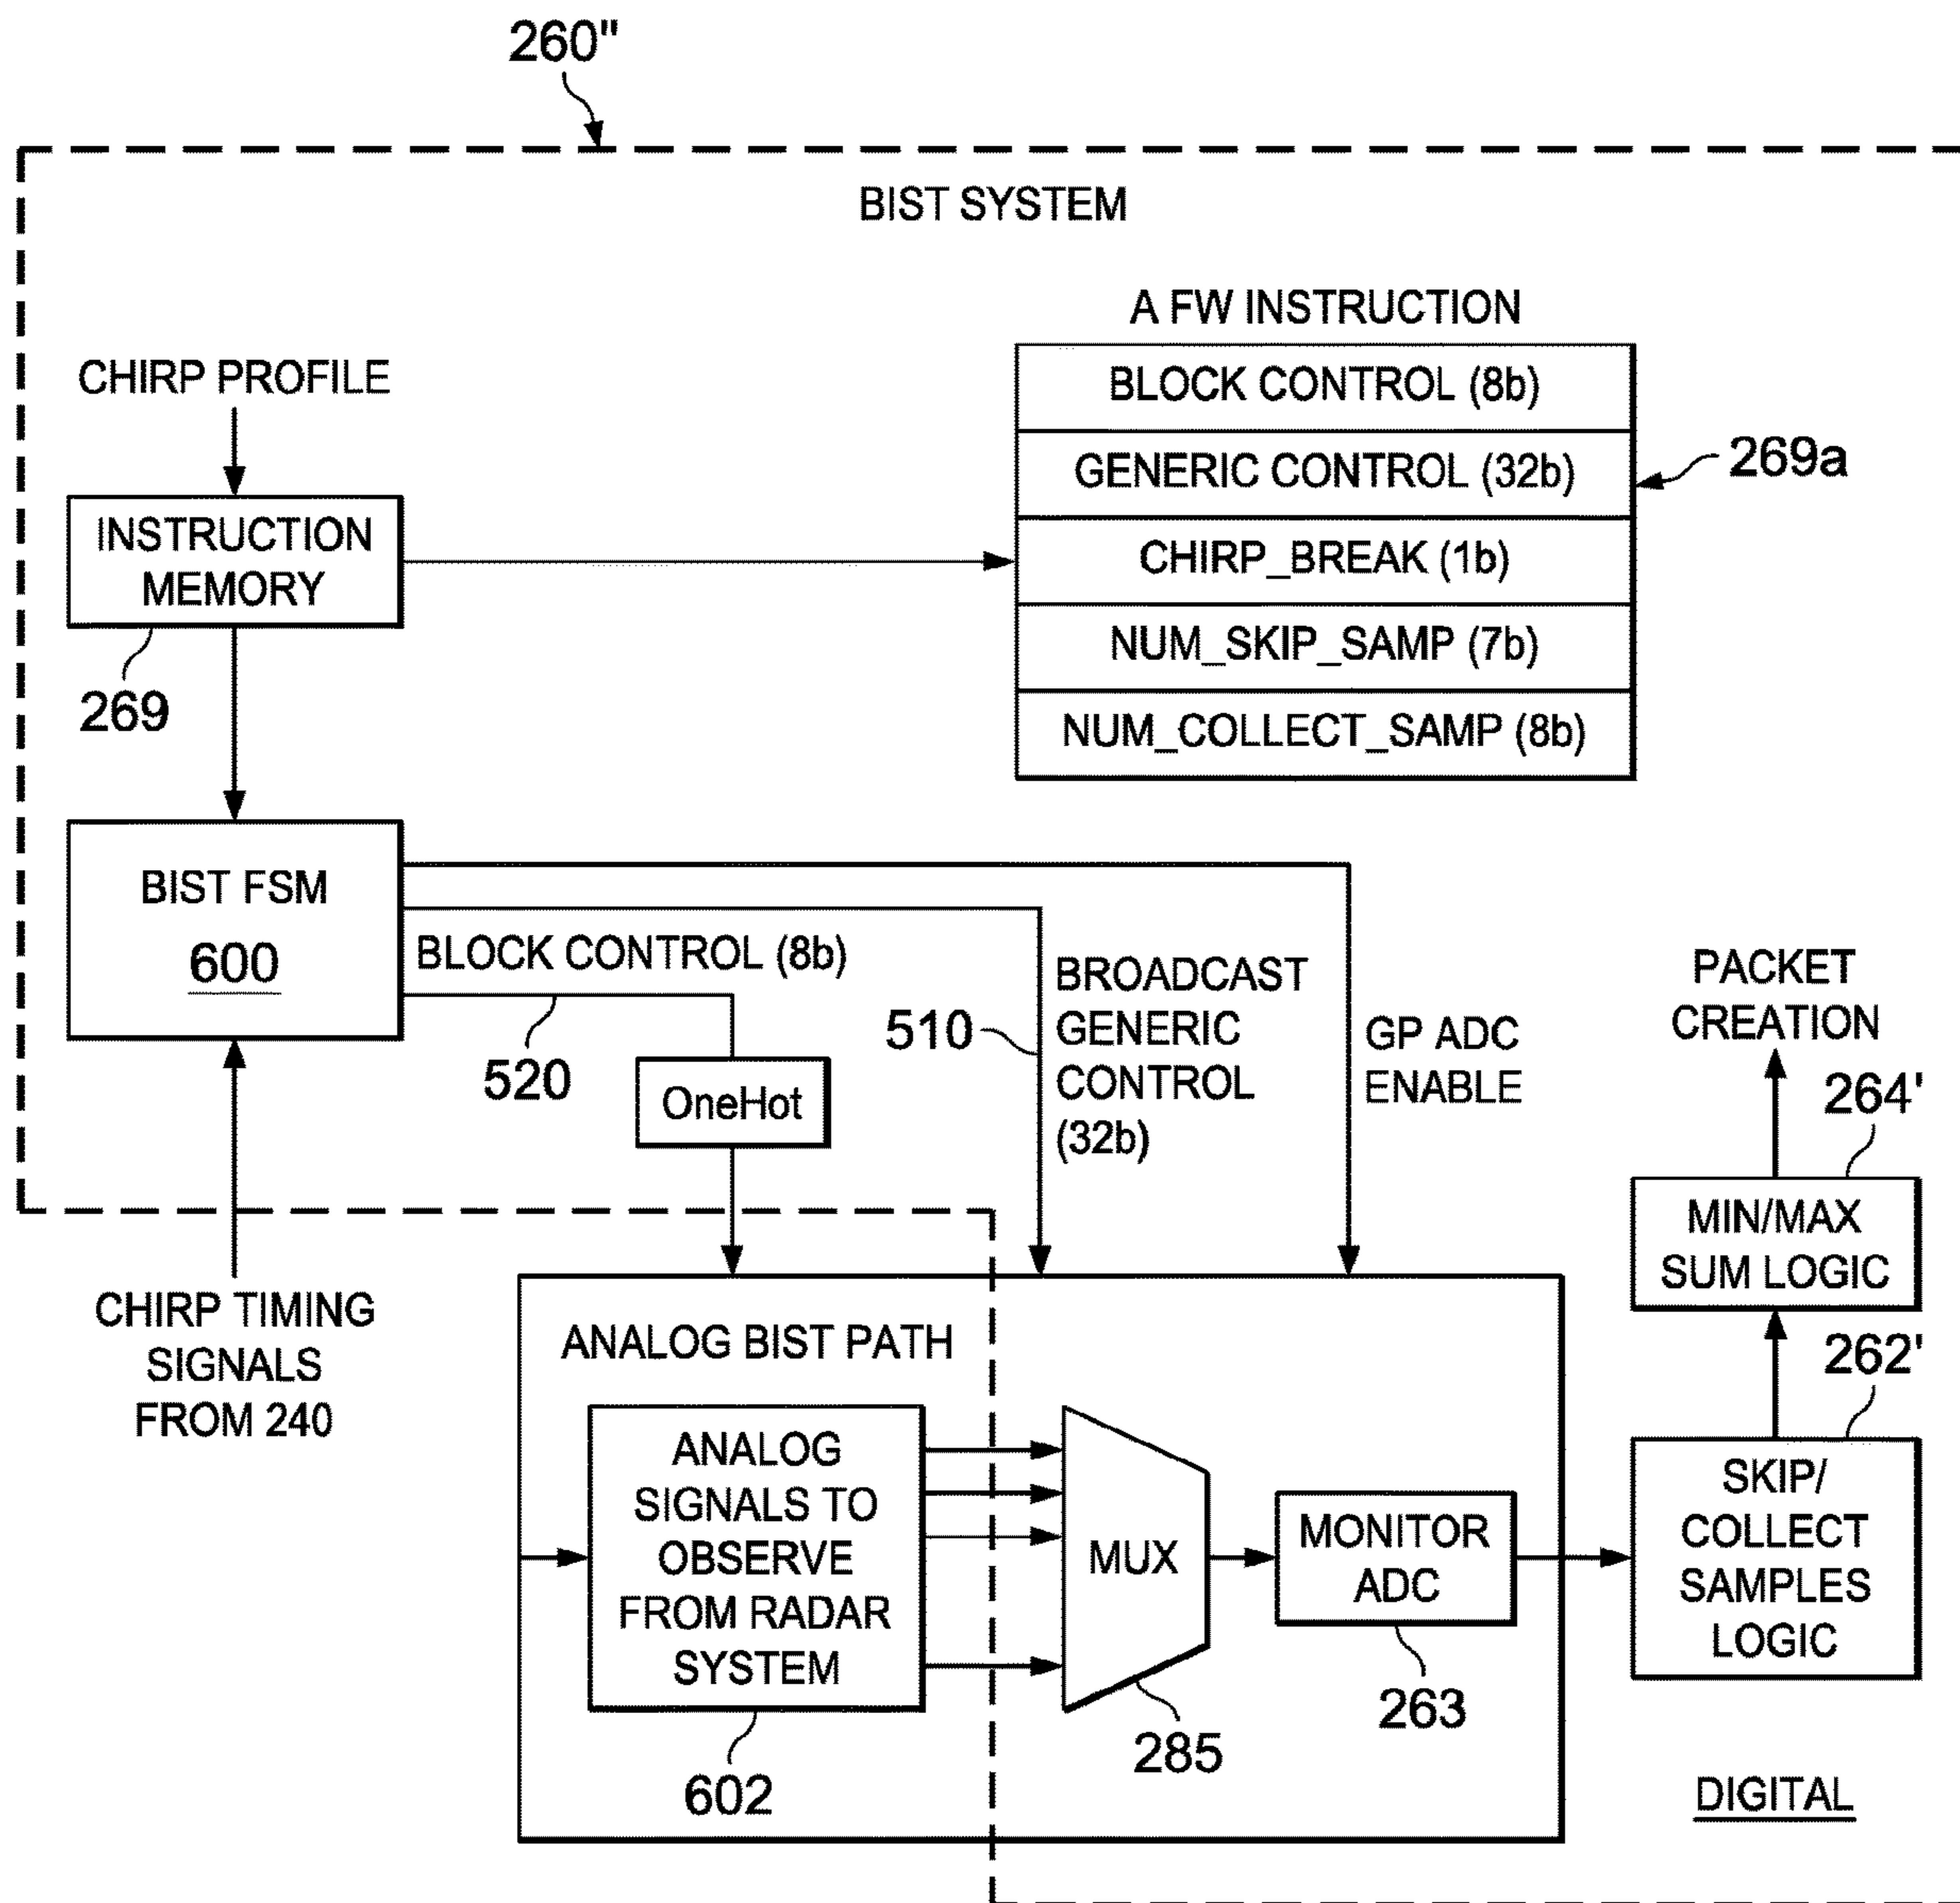 260"
BIST SYSTEM
A FW INSTRUCTION
BLOCK CONTROL (8b)
GENERIC CONTROL (32b)
CHIRP_BREAK (1b)
NUM_SKIP_SAMP (7b)
NUM_COLLECT_SAMP (8b)
269a
CHIRP PROFILE
INSTRUCTION
MEMORY
269
BIST FSM
600
BLOCK CONTROL (8b)
520
OneHot
510
BROADCAST
GENERIC
CONTROL
(32b)
GP ADC
ENABLE
PACKET
CREATION
264'
MIN/MAX
SUM LOGIC
262'
SKIP/
COLLECT
SAMPLES
LOGIC
CHIRP TIMING
SIGNALS
FROM 240
ANALOG BIST PATH
ANALOG
SIGNALS TO
OBSERVE
FROM RADAR
SYSTEM
602
MUX
285
MONITOR
ADC
263
DIGITAL